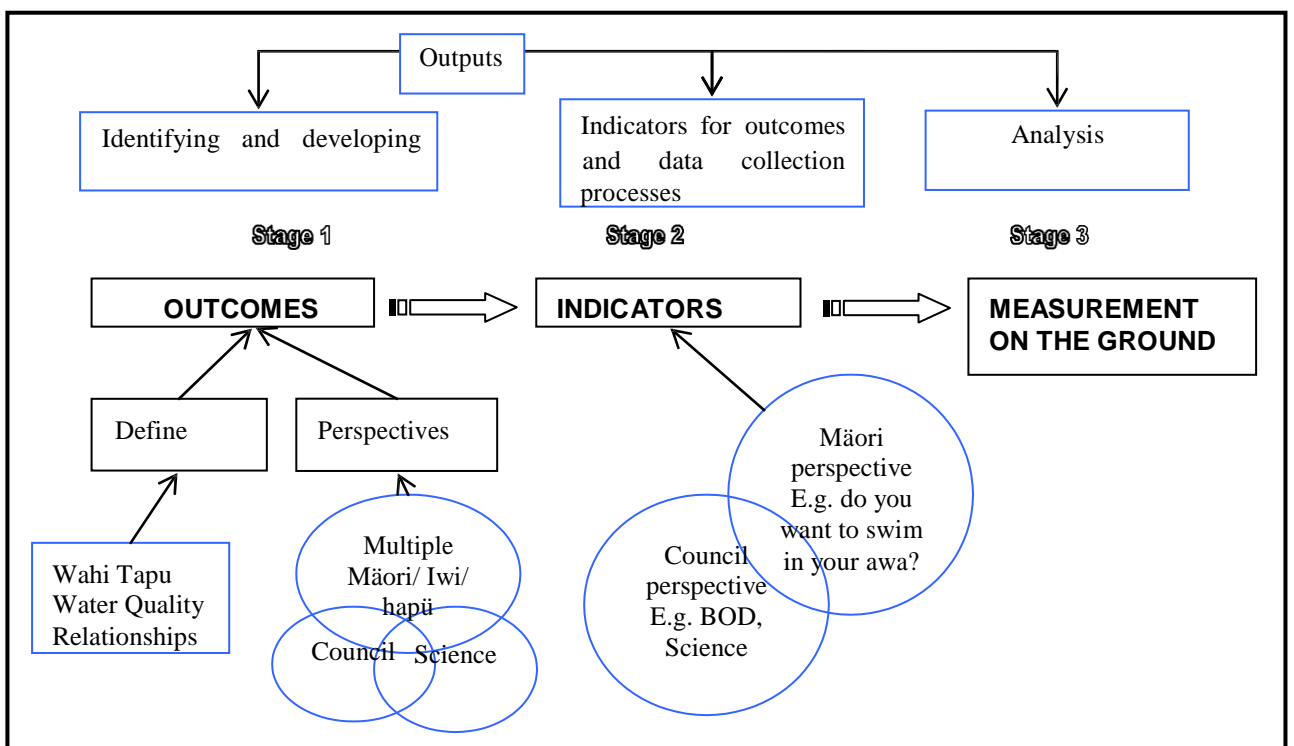 Outputs
Identifying and developing
Indicators for outcomes
and data collection
processes
Analysis
Stage 1
Stage 2
Stage 3
OUTCOMES
INDICATORS
MEASUREMENT
ON THE GROUND
Define
Perspectives
Wahi Tapu
Water Quality
Relationships
Multiple
Mäori/ Iwi/
hapü
Council
Science
Council
perspective
E.g. BOD,
Science
Mäori
perspective
E.g. do you
want to swim
in your awa?